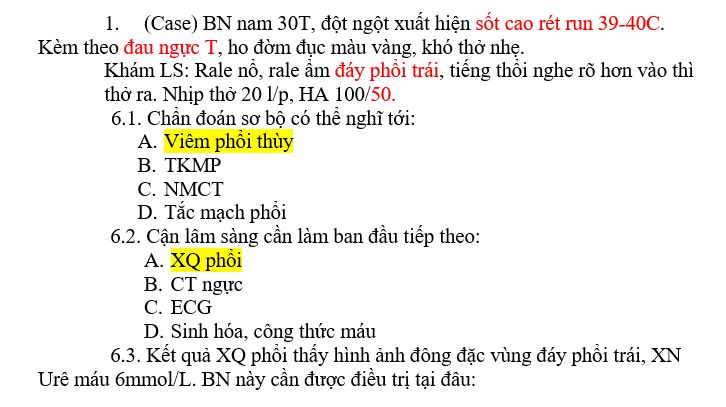 1. (Case) BN nam 30T, đột ngột xuất hiện sốt cao rét run 39-40C.
Kèm theo đau ngực T, ho đờm đục màu vàng, khó thở nhẹ.
Khám LS: Rale nổ, rale ẩm đáy phổi trái, tiếng thổi nghe rõ hơn vào thì
thở ra. Nhịp thở 20 l/p, HA 100/50.
6.1. Chẩn đoán sơ bộ có thể nghĩ tới:
A. Viêm phổi thùy
B. TKMP
C. NMCT
D. Tắc mạch phổi
6.2. Cận lâm sàng cần làm ban đầu tiếp theo:
A. XQ phổi
B. CT ngực
C. ECG
D. Sinh hóa, công thức máu
6.3. Kết quả XQ phổi thấy hình ảnh đông đặc vùng đáy phổi trái, XN
Urê máu 6mmol/L. BN này cần được điều trị tại đâu: